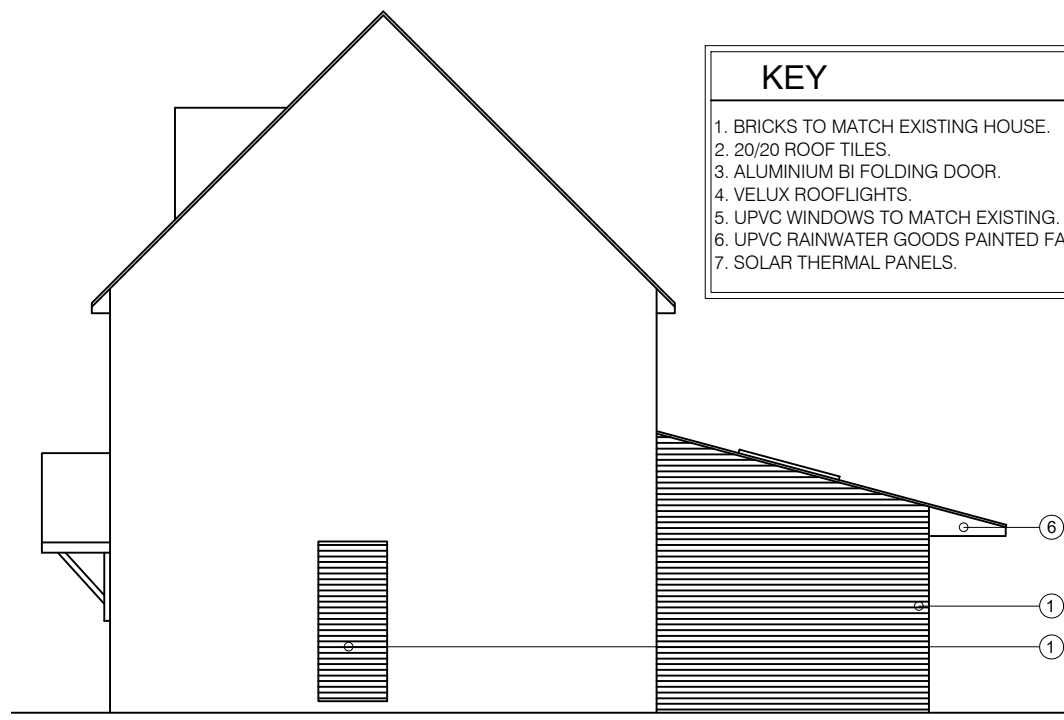 KEY
1. BRICKS TO MATCH EXISTING HOUSE.
2. 20/20 ROOF TILES.
3. ALUMINIUM BI FOLDING DOOR.
4. VELUX ROOFLIGHTS.
5. UPVC WINDOWS TO MATCH EXISTING.
6. UPVC RAINWATER GOODS PAINTED
7. SOLAR THERMAL PANELS.
6
1
1